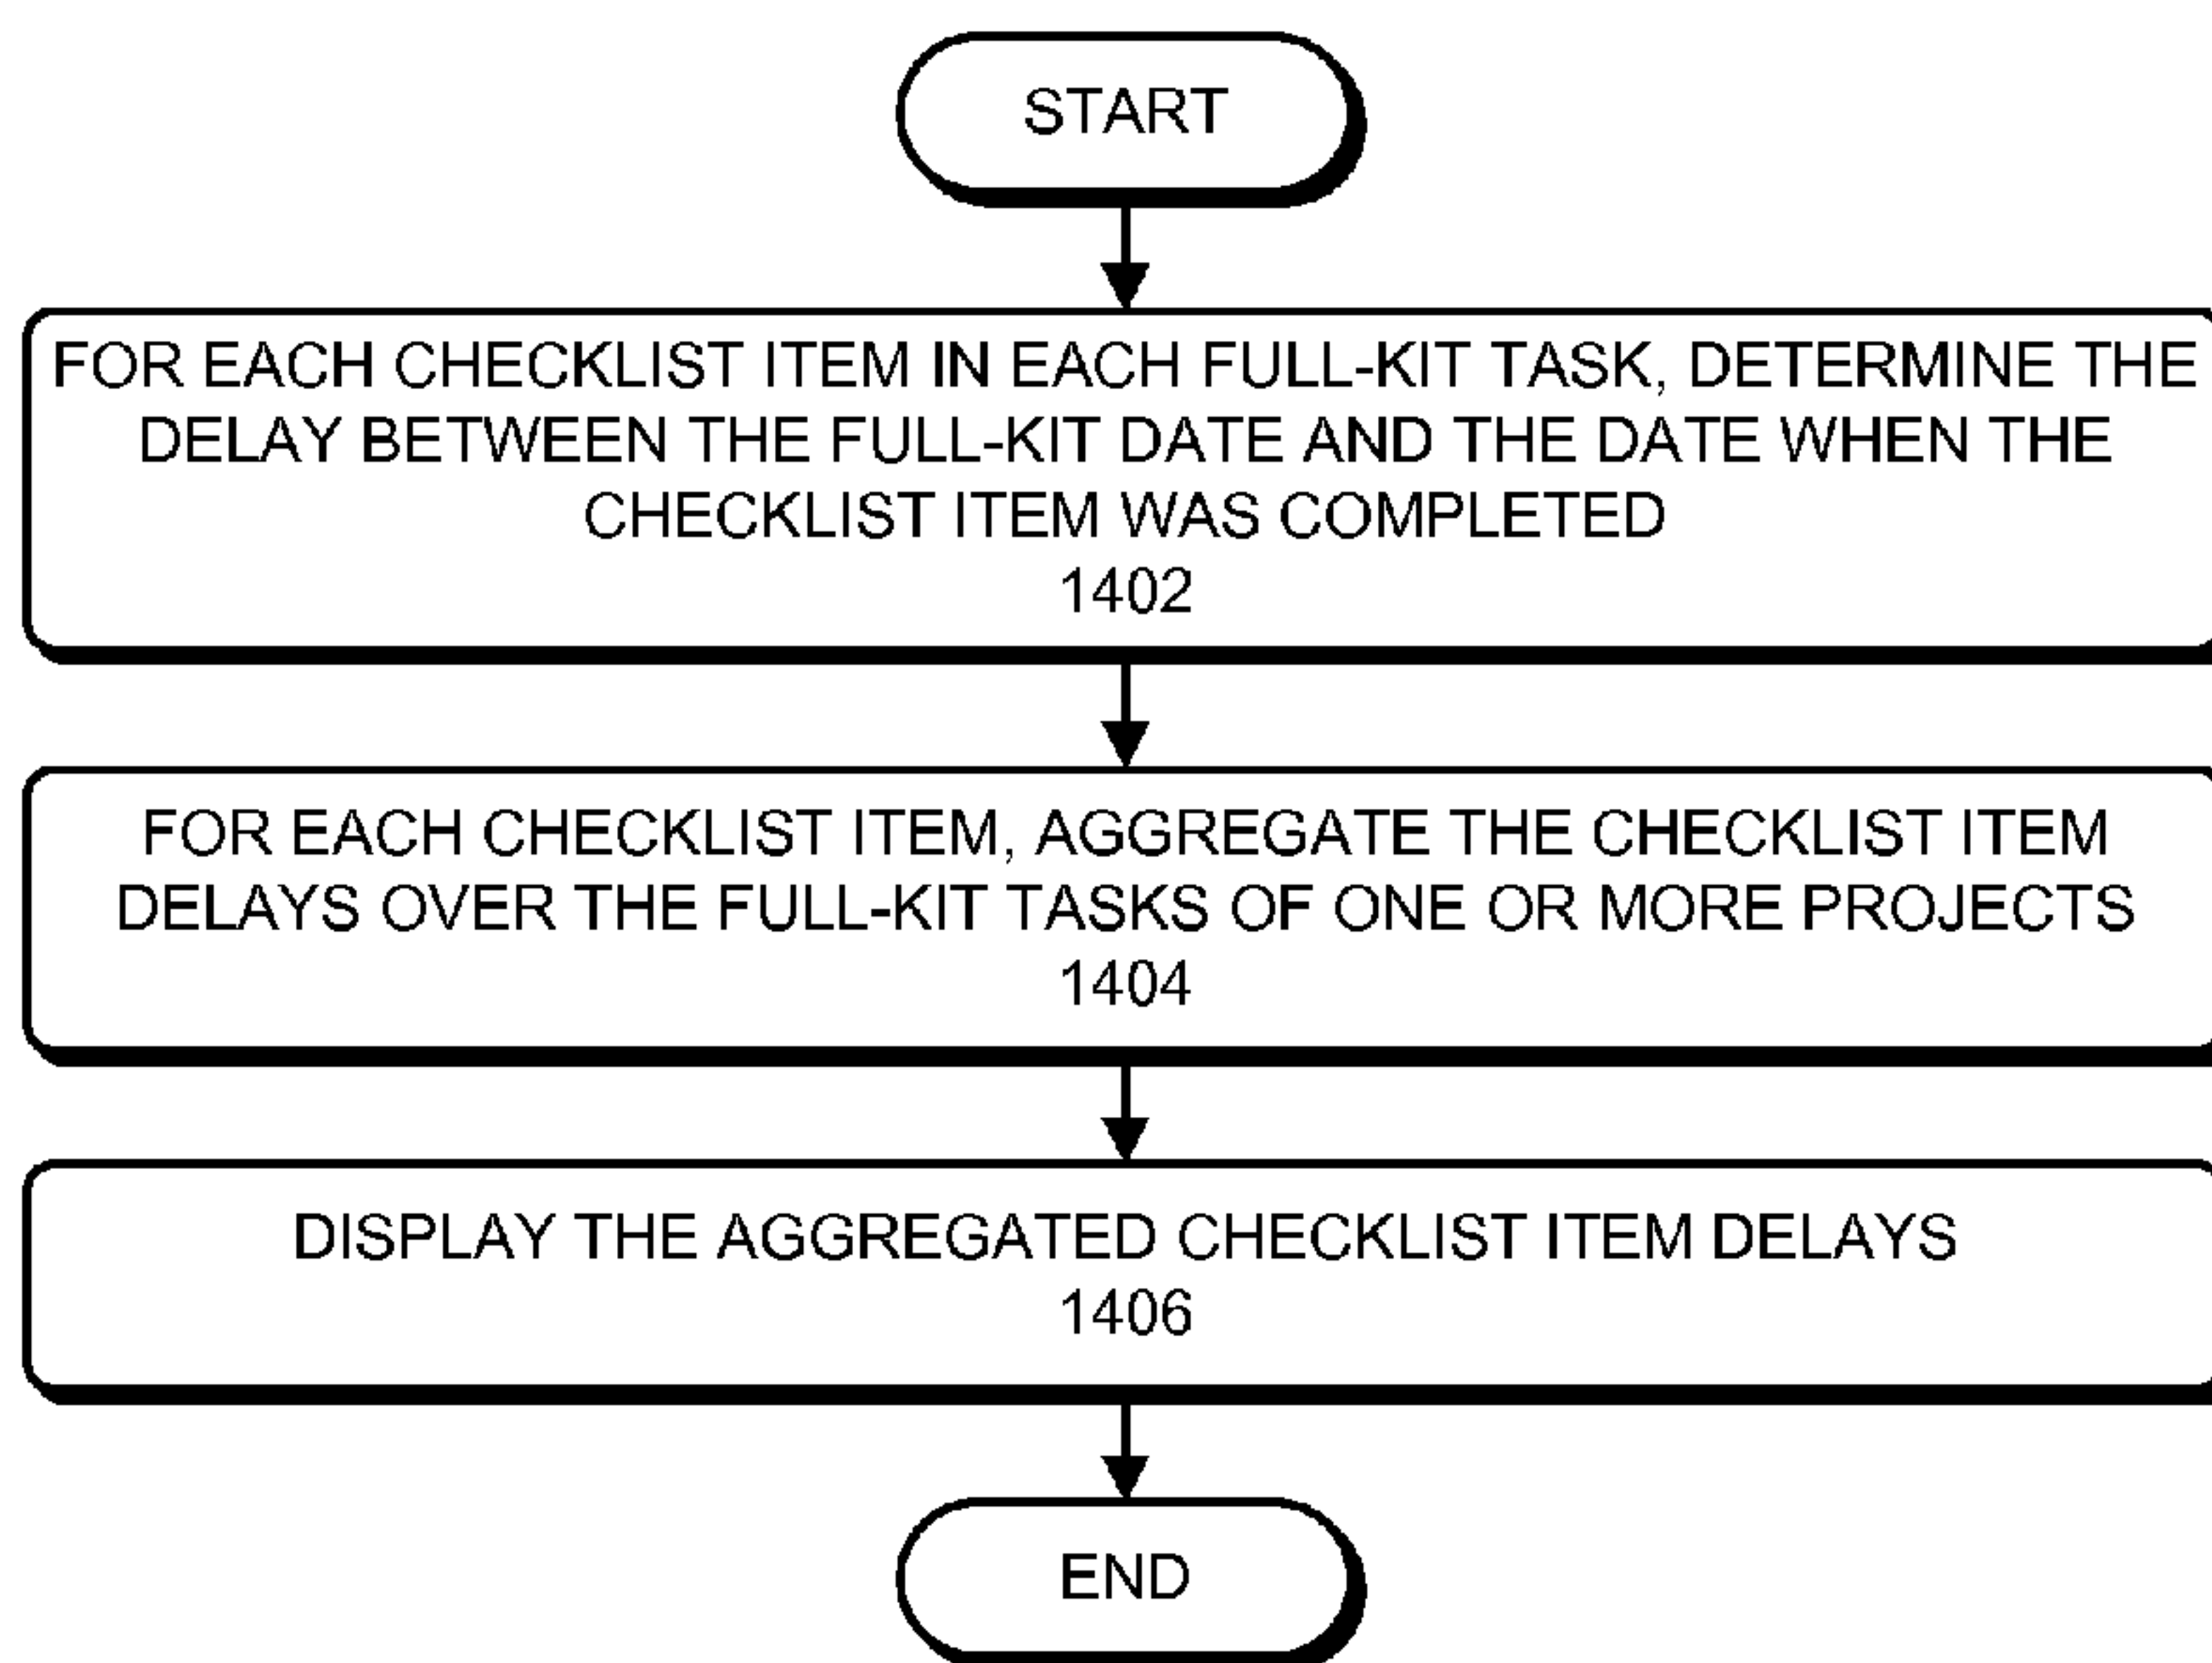 START
FOR EACH CHECKLIST ITEM IN EACH FULL-KIT TASK, DETERMINE THE
DELAY BETWEEN THE FULL-KIT DATE AND THE DATE WHEN THE
CHECKLIST ITEM WAS COMPLETED
1402
FOR EACH CHECKLIST ITEM, AGGREGATE THE CHECKLIST ITEM
DELAYS OVER THE FULL-KIT TASKS OF ONE OR MORE PROJECTS
1404
DISPLAY THE AGGREGATED CHECKLIST ITEM DELAYS
1406
END